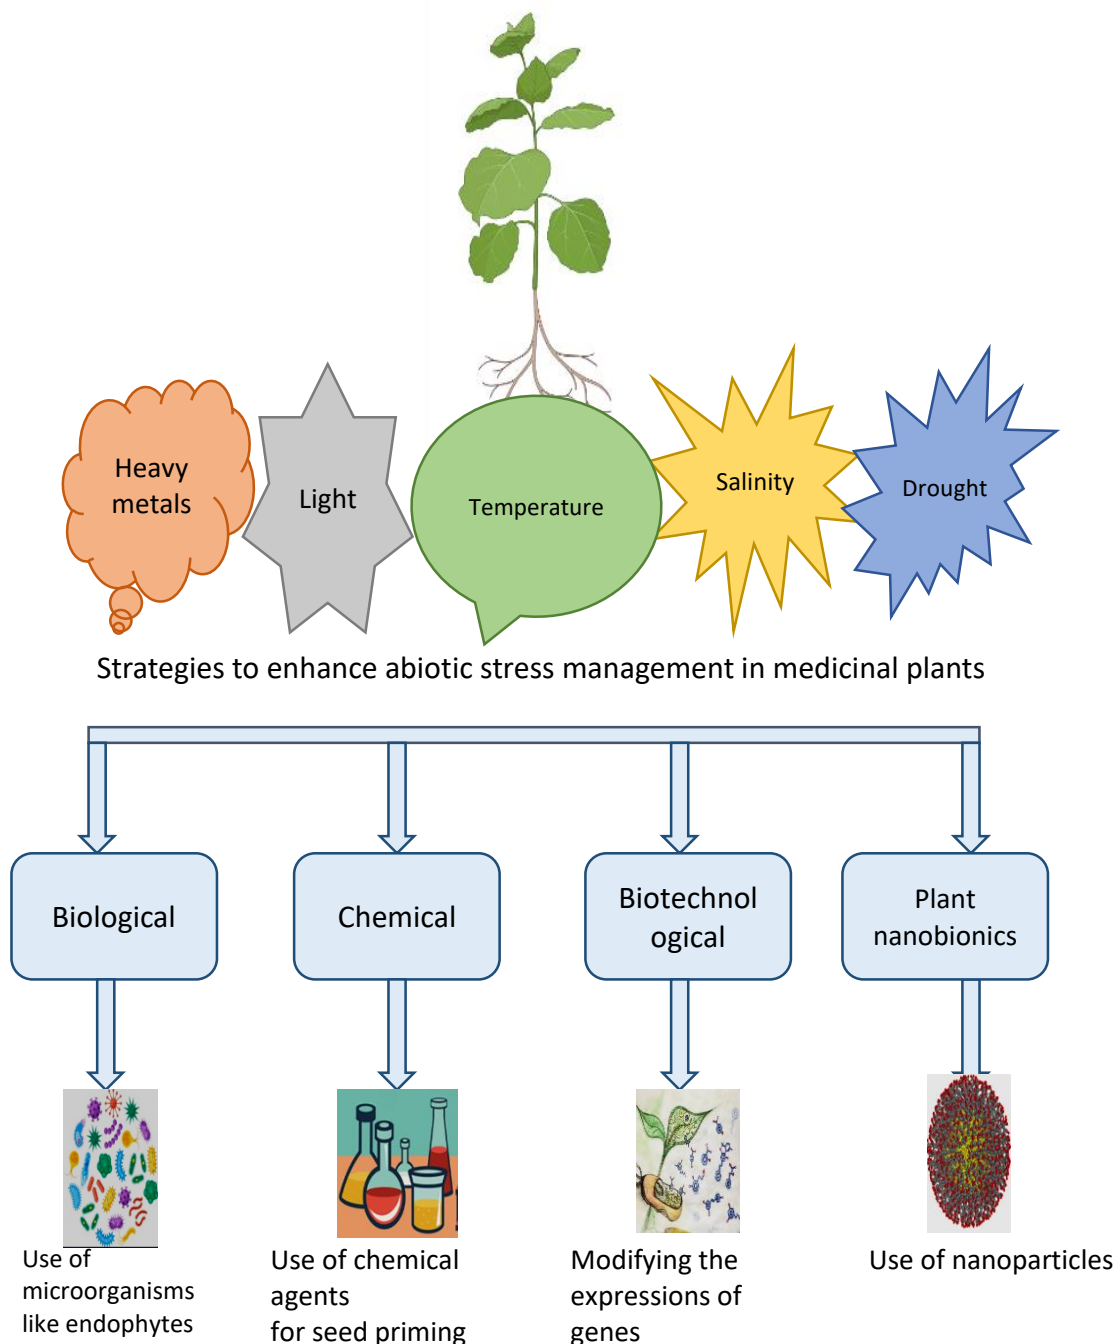 Heavy
metals
Light
Temperature
Salinity
Drought
Strategies to enhance abiotic stress management in medicinal plants
Biological
Chemical
Biotechnol
ogical
Plant
nanobionics
Use of
microorganisms
like endophytes
Use of chemical
agents
for seed priming
Modifying the
expressions of
genes
Use of nanoparticles